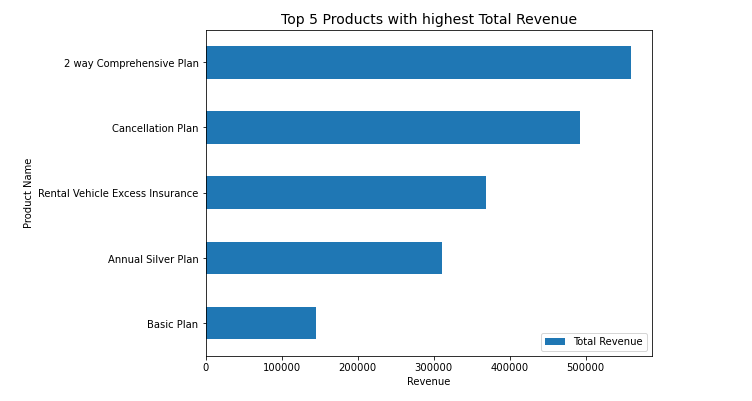 Top 5 Products with highest Total Revenue
2 way Comprehensive Plan
Cancellation Plan
Rental Vehicle Excess Insurance
Annual Silver Plan
Basic Plan
Product Name
Total Revenue
0 100000 200000 300000 400000 500000
Revenue